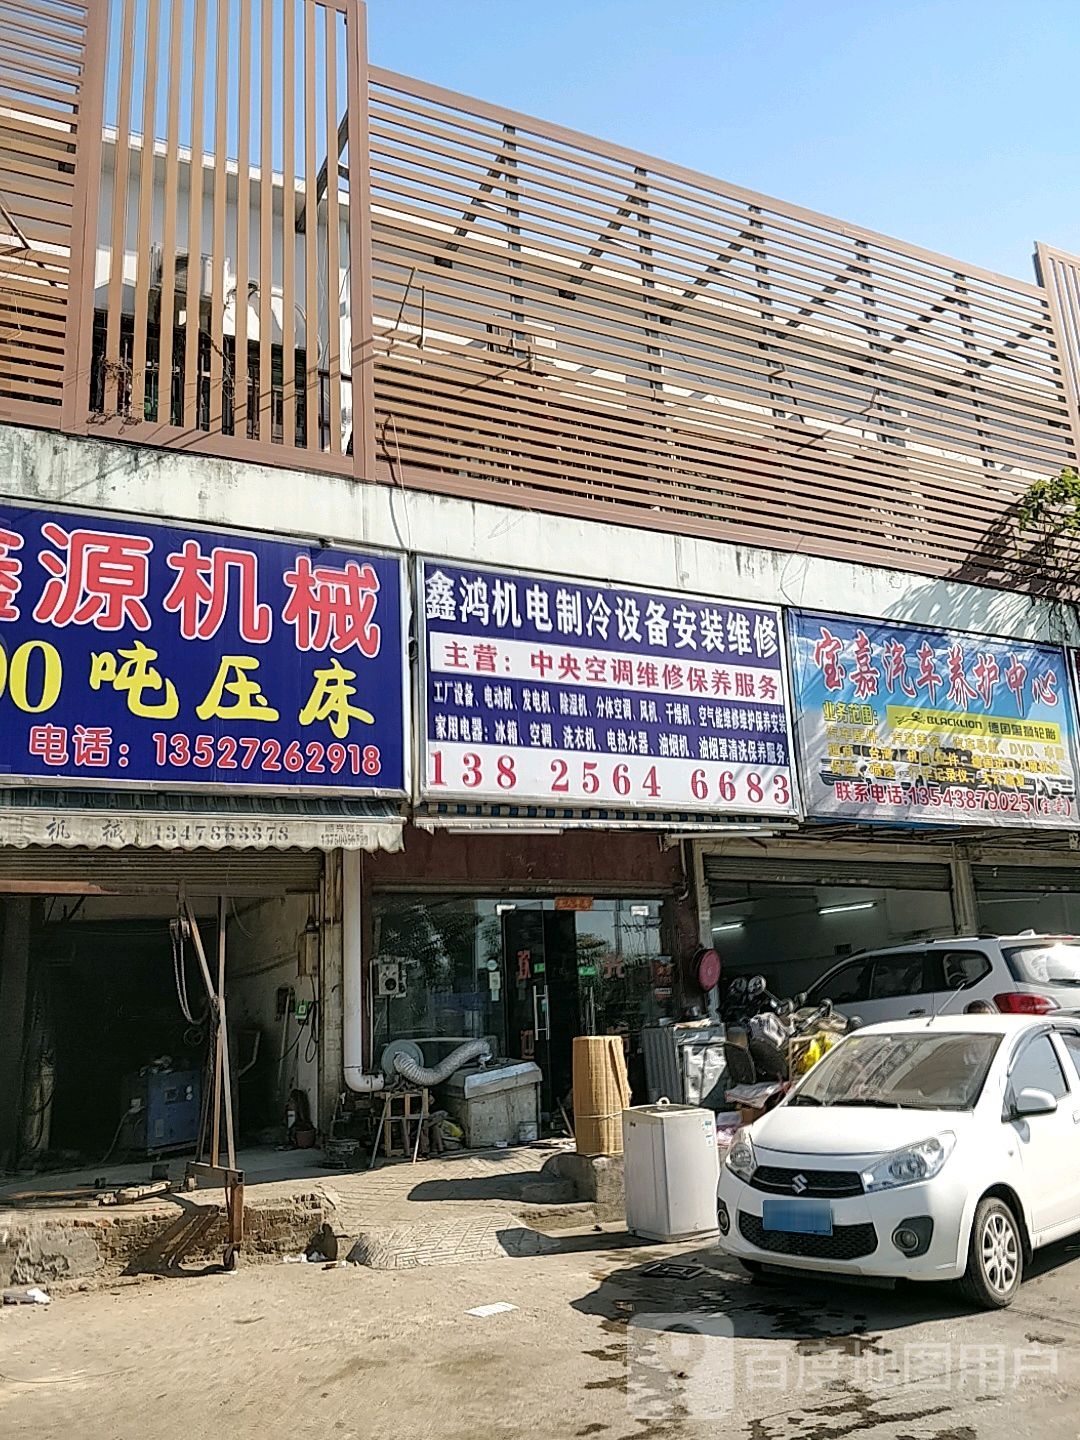 鑫源机械
00吨压床
电话：13527262918
机械 13478863878
鑫鸿机电制冷设备安装维修
主营：中央空调维修保养服务
工厂设备、电动机、发电机、除湿机、分体空调、风机、干燥机、空气能维修维护保养安装
家用电器：冰箱、空调、洗衣机、电热水器、油烟机、油烟罩清洗保养服务
138 2564 6683
宝嘉汽车养护中心
业务范围：
BLACKLION 德国黑狮轮胎
联系电话:13543879025
百度地图用户